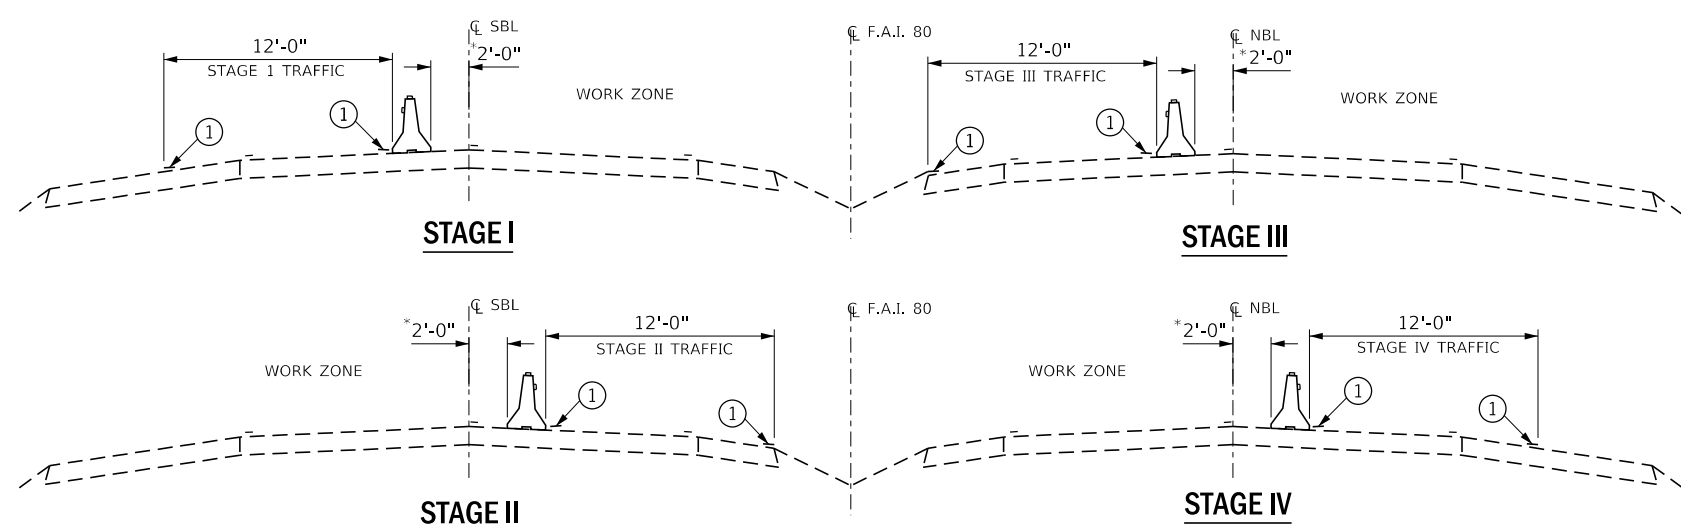 ℄ SBL
12'-0"
*2'-0"
STAGE 1 TRAFFIC
WORK ZONE
1
1
STAGE I
℄ F.A.I. 80
℄ NBL
12'-0"
*2'-0"
STAGE III TRAFFIC
WORK ZONE
1
1
STAGE III
℄ SBL
*2'-0"
12'-0"
STAGE II TRAFFIC
WORK ZONE
1
1
STAGE II
℄ F.A.I. 80
℄ NBL
*2'-0"
12'-0"
STAGE IV TRAFFIC
WORK ZONE
1
1
STAGE IV